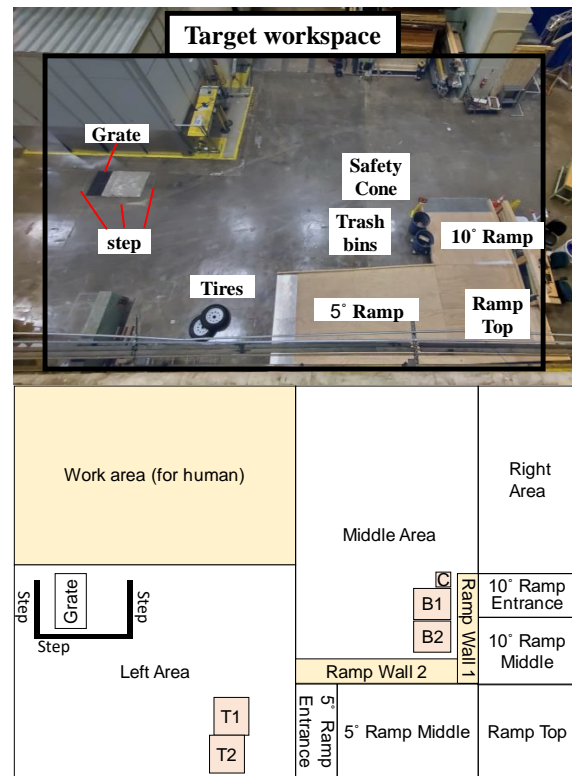 Target workspace
Grate
step
Safety
Cone
Trash
bins
10° Ramp
Tires
5° Ramp
Ramp
Top
Work area (for human)
Right
Area
Middle Area
Step
Grate
Step
Step
Left Area
C
B1
B2
Ramp Wall 1
10° Ramp
Entrance
10° Ramp
Middle
Ramp Wall 2
T1
T2
5° Ramp
Entrance
5° Ramp Middle
Ramp Top